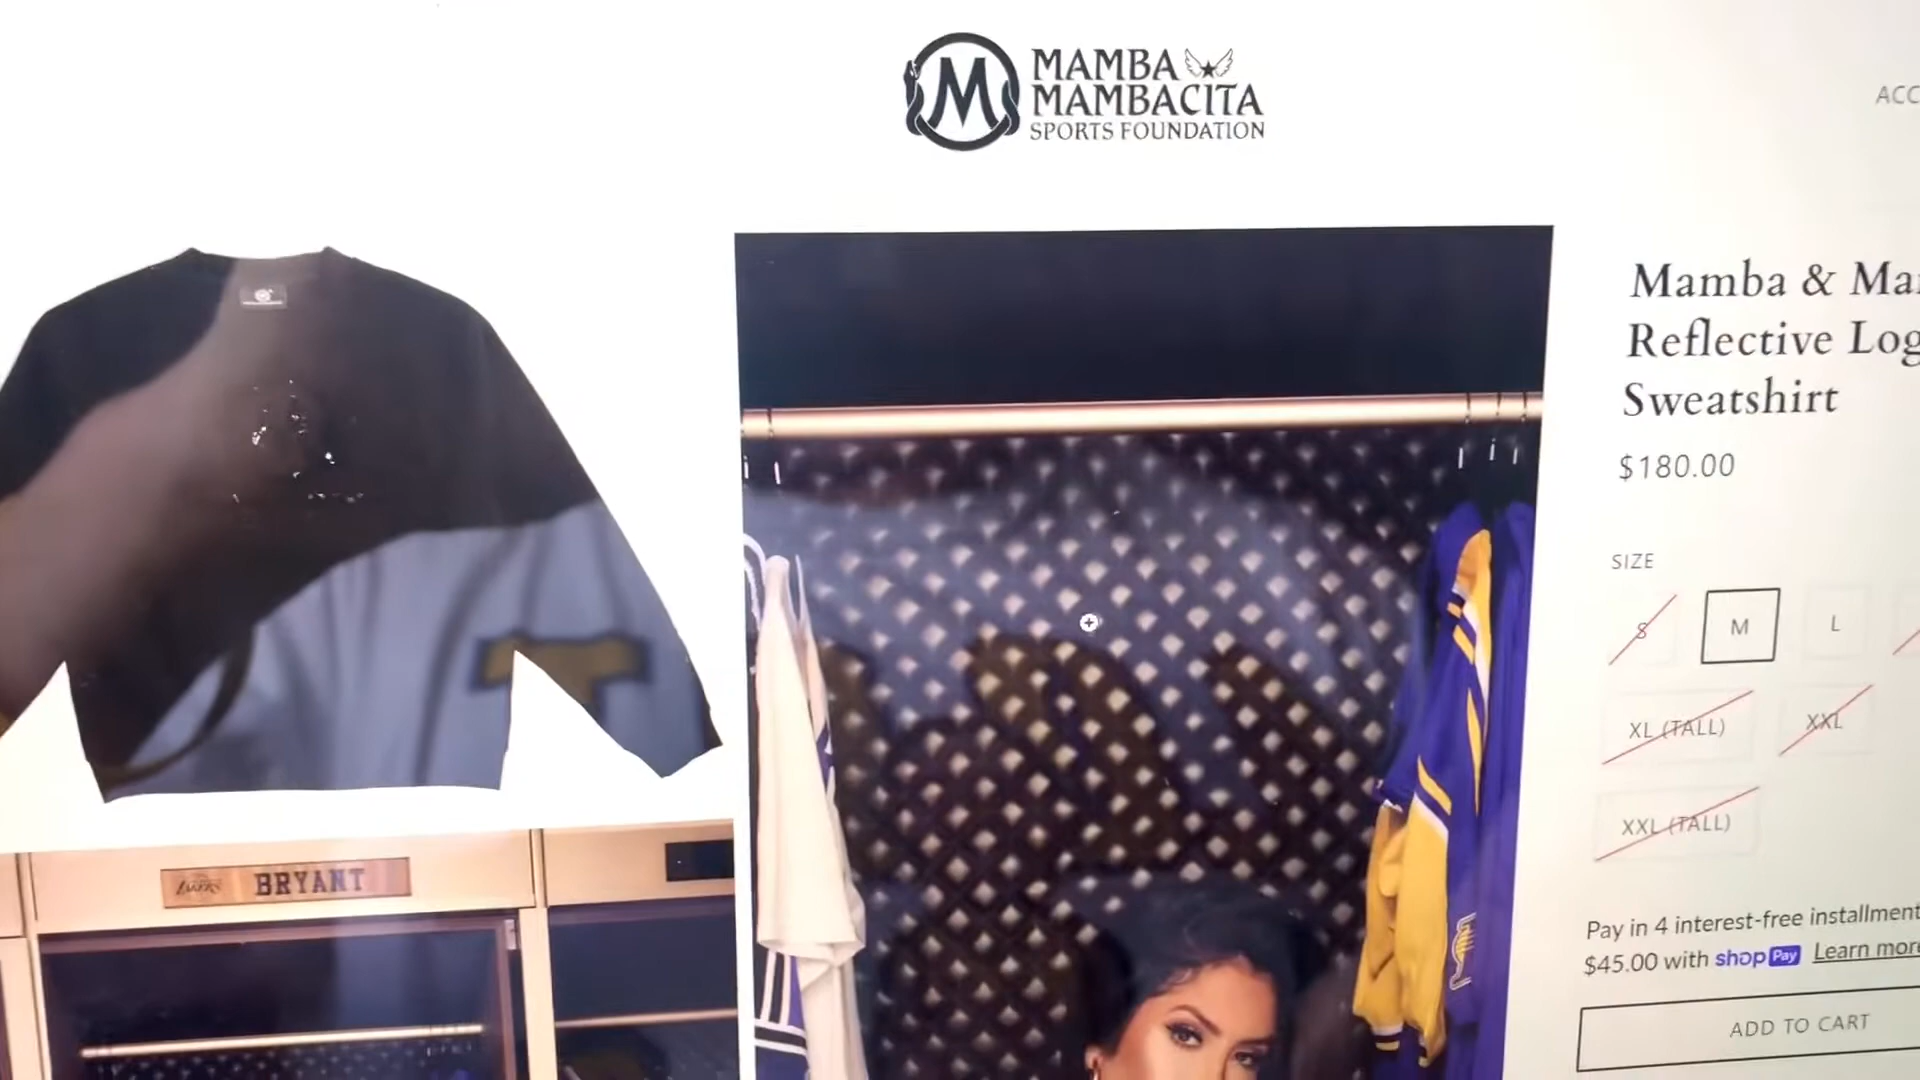 MAMBA
MAMBACITA
SPORTS FOUNDATION
ACC
Mamba & Ma
Reflective Log
Sweatshirt
$180.00
SIZE
S
M
L
XL (TALL)
XXL
XXL (TALL)
Pay in 4 interest-free installment
$45.00 with shop Pay Learn more
ADD TO CART
LAKERS BRYANT